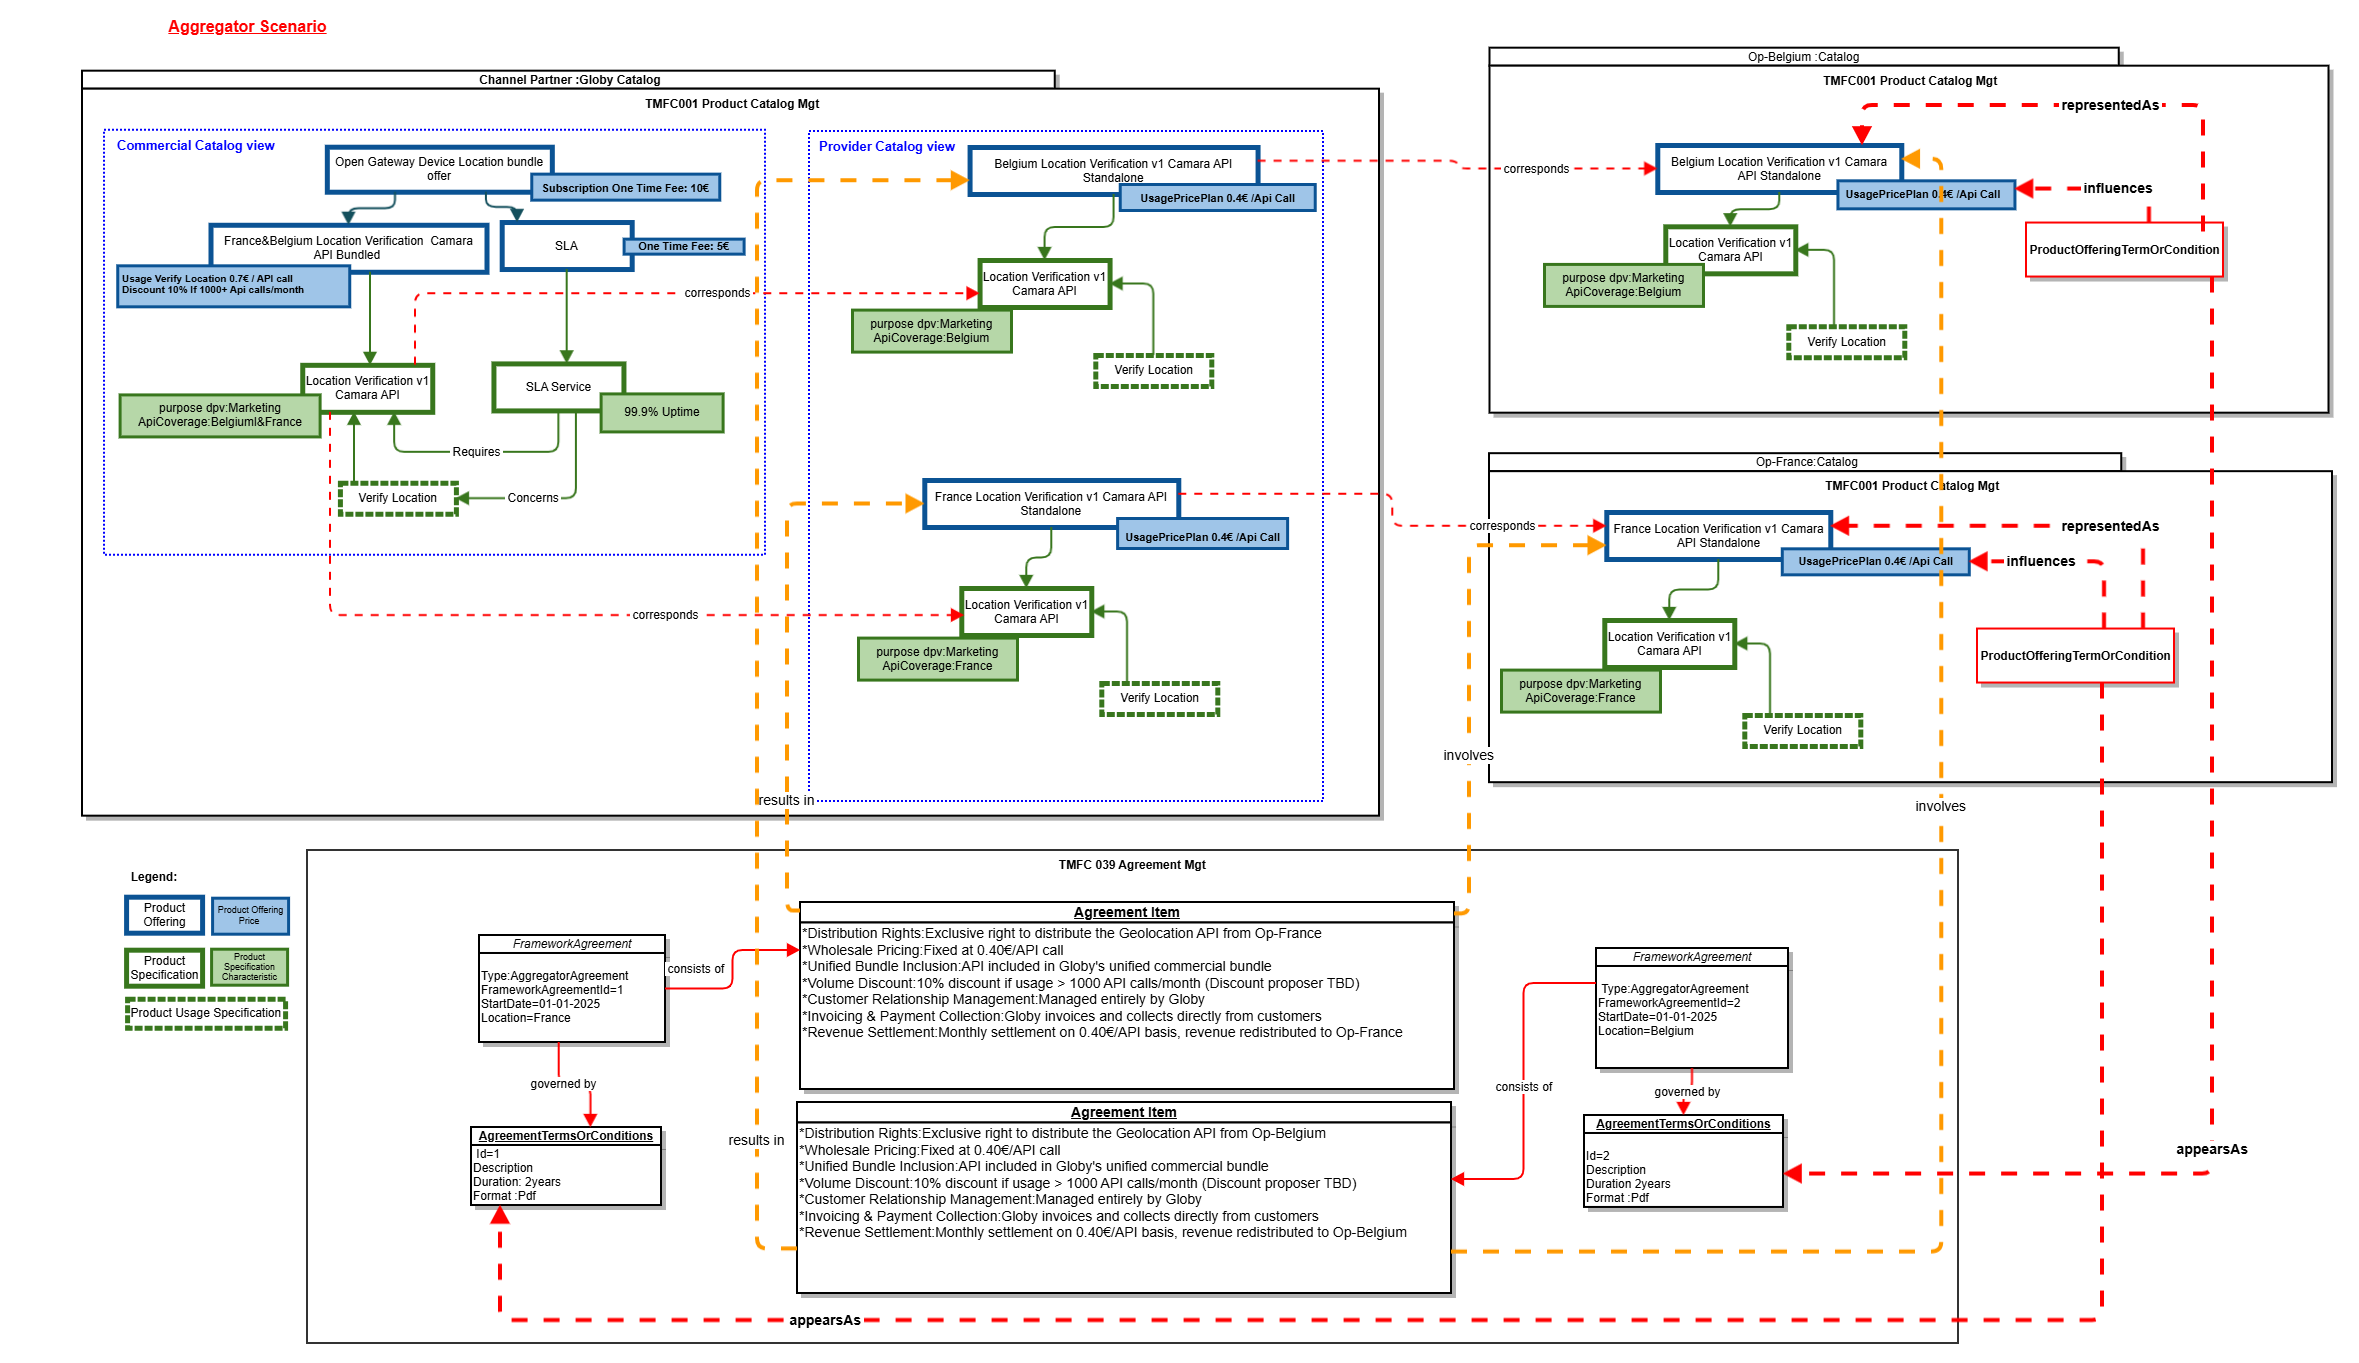 Aggregator Scenario
Channel Partner :Globy Catalog
TMFC001 Product Catalog Mgt
Commercial Catalog view
Open Gateway Device Location bundle
offer
Subscription One Time Fee: 10€
France&Belgium Location Verification  Camara
API Bundled
Usage Verify Location 0.7€ / API call
Discount 10% If 1000+ Api calls/month
SLA
One Time Fee: 5€
corresponds
Location Verification v1
Camara API
purpose dpv:Marketing
ApiCoverage:Belgiuml&France
SLA Service
99.9% Uptime
Requires
Verify Location
Concerns
corresponds
Provider Catalog view
Belgium Location Verification v1 Camara API
Standalone
UsagePricePlan 0.4€ /Api Call
Location Verification v1
Camara API
purpose dpv:Marketing
ApiCoverage:Belgium
Verify Location
France Location Verification v1 Camara API
Standalone
UsagePricePlan 0.4€ /Api Call
Location Verification v1
Camara API
purpose dpv:Marketing
ApiCoverage:France
Verify Location
results in
Op-Belgium :Catalog
TMFC001 Product Catalog Mgt
representedAs
corresponds
Belgium Location Verification v1 Camara
API Standalone
UsagePricePlan 0.4€ /Api Call
influences
ProductOfferingTermOrCondition
Location Verification v1
Camara API
purpose dpv:Marketing
ApiCoverage:Belgium
Verify Location
Op-France:Catalog
TMFC001 Product Catalog Mgt
corresponds
France Location Verification v1 Camara
API Standalone
representedAs
UsagePricePlan 0.4€ /Api Call
influences
Location Verification v1
Camara API
ProductOfferingTermOrCondition
purpose dpv:Marketing
ApiCoverage:France
Verify Location
involves
involves
Legend:
Product
Offering
Product Offering
Price
Product
Specification
Product
Specification
Characteristic
Product Usage Specification
TMFC 039 Agreement Mgt
FrameworkAgreement
Type:AggregatorAgreement
FrameworkAgreementId=1
StartDate=01-01-2025
Location=France
consists of
governed by
AgreementTermsOrConditions
Id=1
Description
Duration: 2years
Format :Pdf
Agreement Item
*Distribution Rights:Exclusive right to distribute the Geolocation API from Op-France
*Wholesale Pricing:Fixed at 0.40€/API call
*Unified Bundle Inclusion:API included in Globy's unified commercial bundle
*Volume Discount:10% discount if usage > 1000 API calls/month (Discount proposer TBD)
*Customer Relationship Management:Managed entirely by Globy
*Invoicing & Payment Collection:Globy invoices and collects directly from customers
*Revenue Settlement:Monthly settlement on 0.40€/API basis, revenue redistributed to Op-France
results in
Agreement Item
*Distribution Rights:Exclusive right to distribute the Geolocation API from Op-Belgium
*Wholesale Pricing:Fixed at 0.40€/API call
*Unified Bundle Inclusion:API included in Globy's unified commercial bundle
*Volume Discount:10% discount if usage > 1000 API calls/month (Discount proposer TBD)
*Customer Relationship Management:Managed entirely by Globy
*Invoicing & Payment Collection:Globy invoices and collects directly from customers
*Revenue Settlement:Monthly settlement on 0.40€/API basis, revenue redistributed to Op-Belgium
FrameworkAgreement
Type:AggregatorAgreement
FrameworkAgreementId=2
StartDate=01-01-2025
Location=Belgium
consists of
governed by
AgreementTermsOrConditions
Id=2
Description
Duration 2years
Format :Pdf
appearsAs
appearsAs